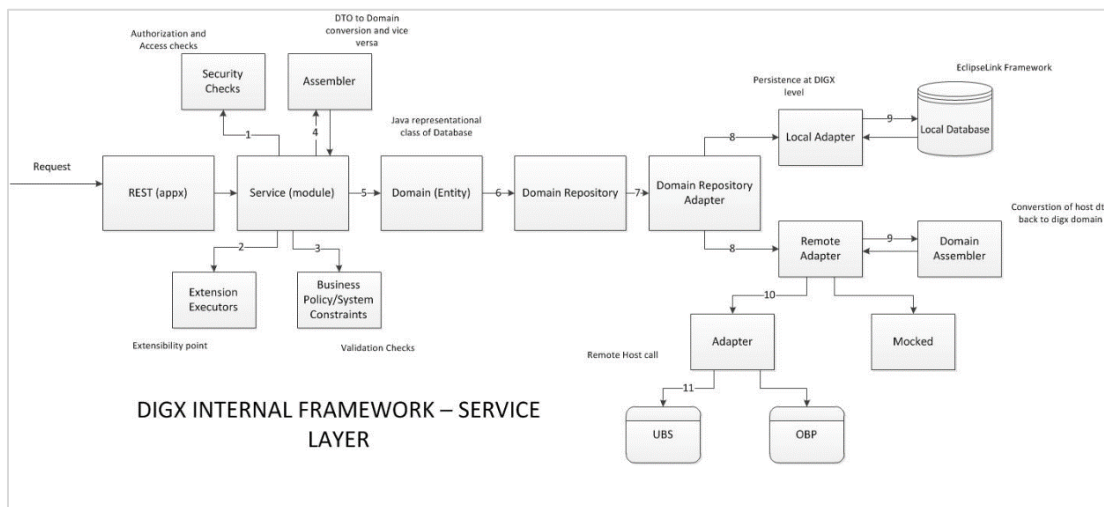 DTO to Domain
conversion and vice
versa
Authorization and
Access checks
Security
Checks
Assembler
EclipseLink Framework
Persistence at DIGX
level
Java representational
class of Database
1
4
8
Local Adapter
9
Local Database
Request
REST (appx)
Service (module)
5
Domain (Entity)
6
Domain Repository
7
Domain Repository
Adapter
Converstion of host dt
back to digx domain
2
3
8
Remote
Adapter
9
Domain
Assembler
Extension
Executors
Business
Policy/System
Constraints
10
Extensibility point
Validation Checks
Adapter
Mocked
Remote Host call
11
DIGX INTERNAL FRAMEWORK – SERVICE
LAYER
UBS
OBP